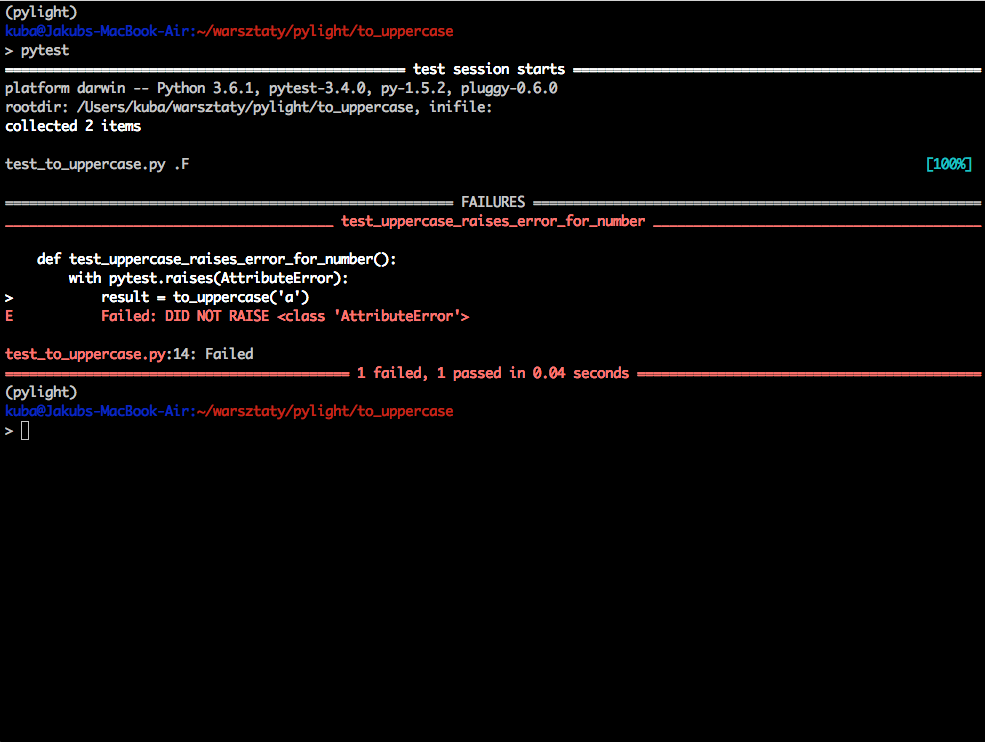 (pylight)
kuba@Jakubs-MacBook-Air:~/warsztaty/pylight/to_uppercase
> pytest
================================================== test session starts ===================================================
platform darwin -- Python 3.6.1, pytest-3.4.0, py-1.5.2, pluggy-0.6.0
rootdir: /Users/kuba/warsztaty/pylight/to_uppercase, inifile:
collected 2 items
test_to_uppercase.py .F [100%]
======================================================== FAILURES ========================================================
_________________________________________ test_uppercase_raises_error_for_number _________________________________________
    def test_uppercase_raises_error_for_number():
        with pytest.raises(AttributeError):
>           result = to_uppercase('a')
E           Failed: DID NOT RAISE <class 'AttributeError'>
test_to_uppercase.py:14: Failed
=========================================== 1 failed, 1 passed in 0.04 seconds ===========================================
(pylight)
kuba@Jakubs-MacBook-Air:~/warsztaty/pylight/to_uppercase
>